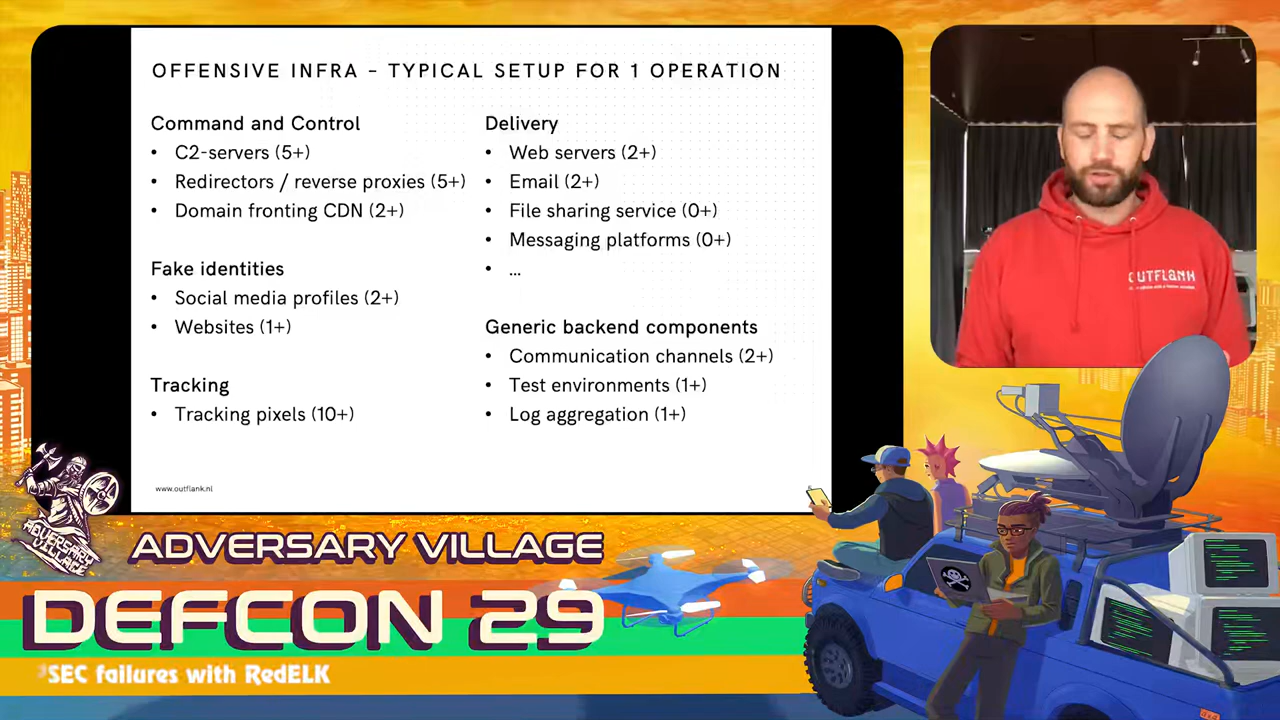 OFFENSIVE INFRA – TYPICAL SETUP FOR 1 OPERATION
Command and Control
• C2-servers (5+)
• Redirectors / reverse proxies (5+)
• Domain fronting CDN (2+)
Fake identities
• Social media profiles (2+)
• Websites (1+)
Tracking
• Tracking pixels (10+)
Delivery
• Web servers (2+)
• Email (2+)
• File sharing service (0+)
• Messaging platforms (0+)
• ...
Generic backend components
• Communication channels (2+)
• Test environments (1+)
• Log aggregation (1+)
www.outflank.nl
OUTFLANK
ADVERSARY VILLAGE
ADVERSARY VILLAGE
DEFCON 29
SEC failures with RedELK